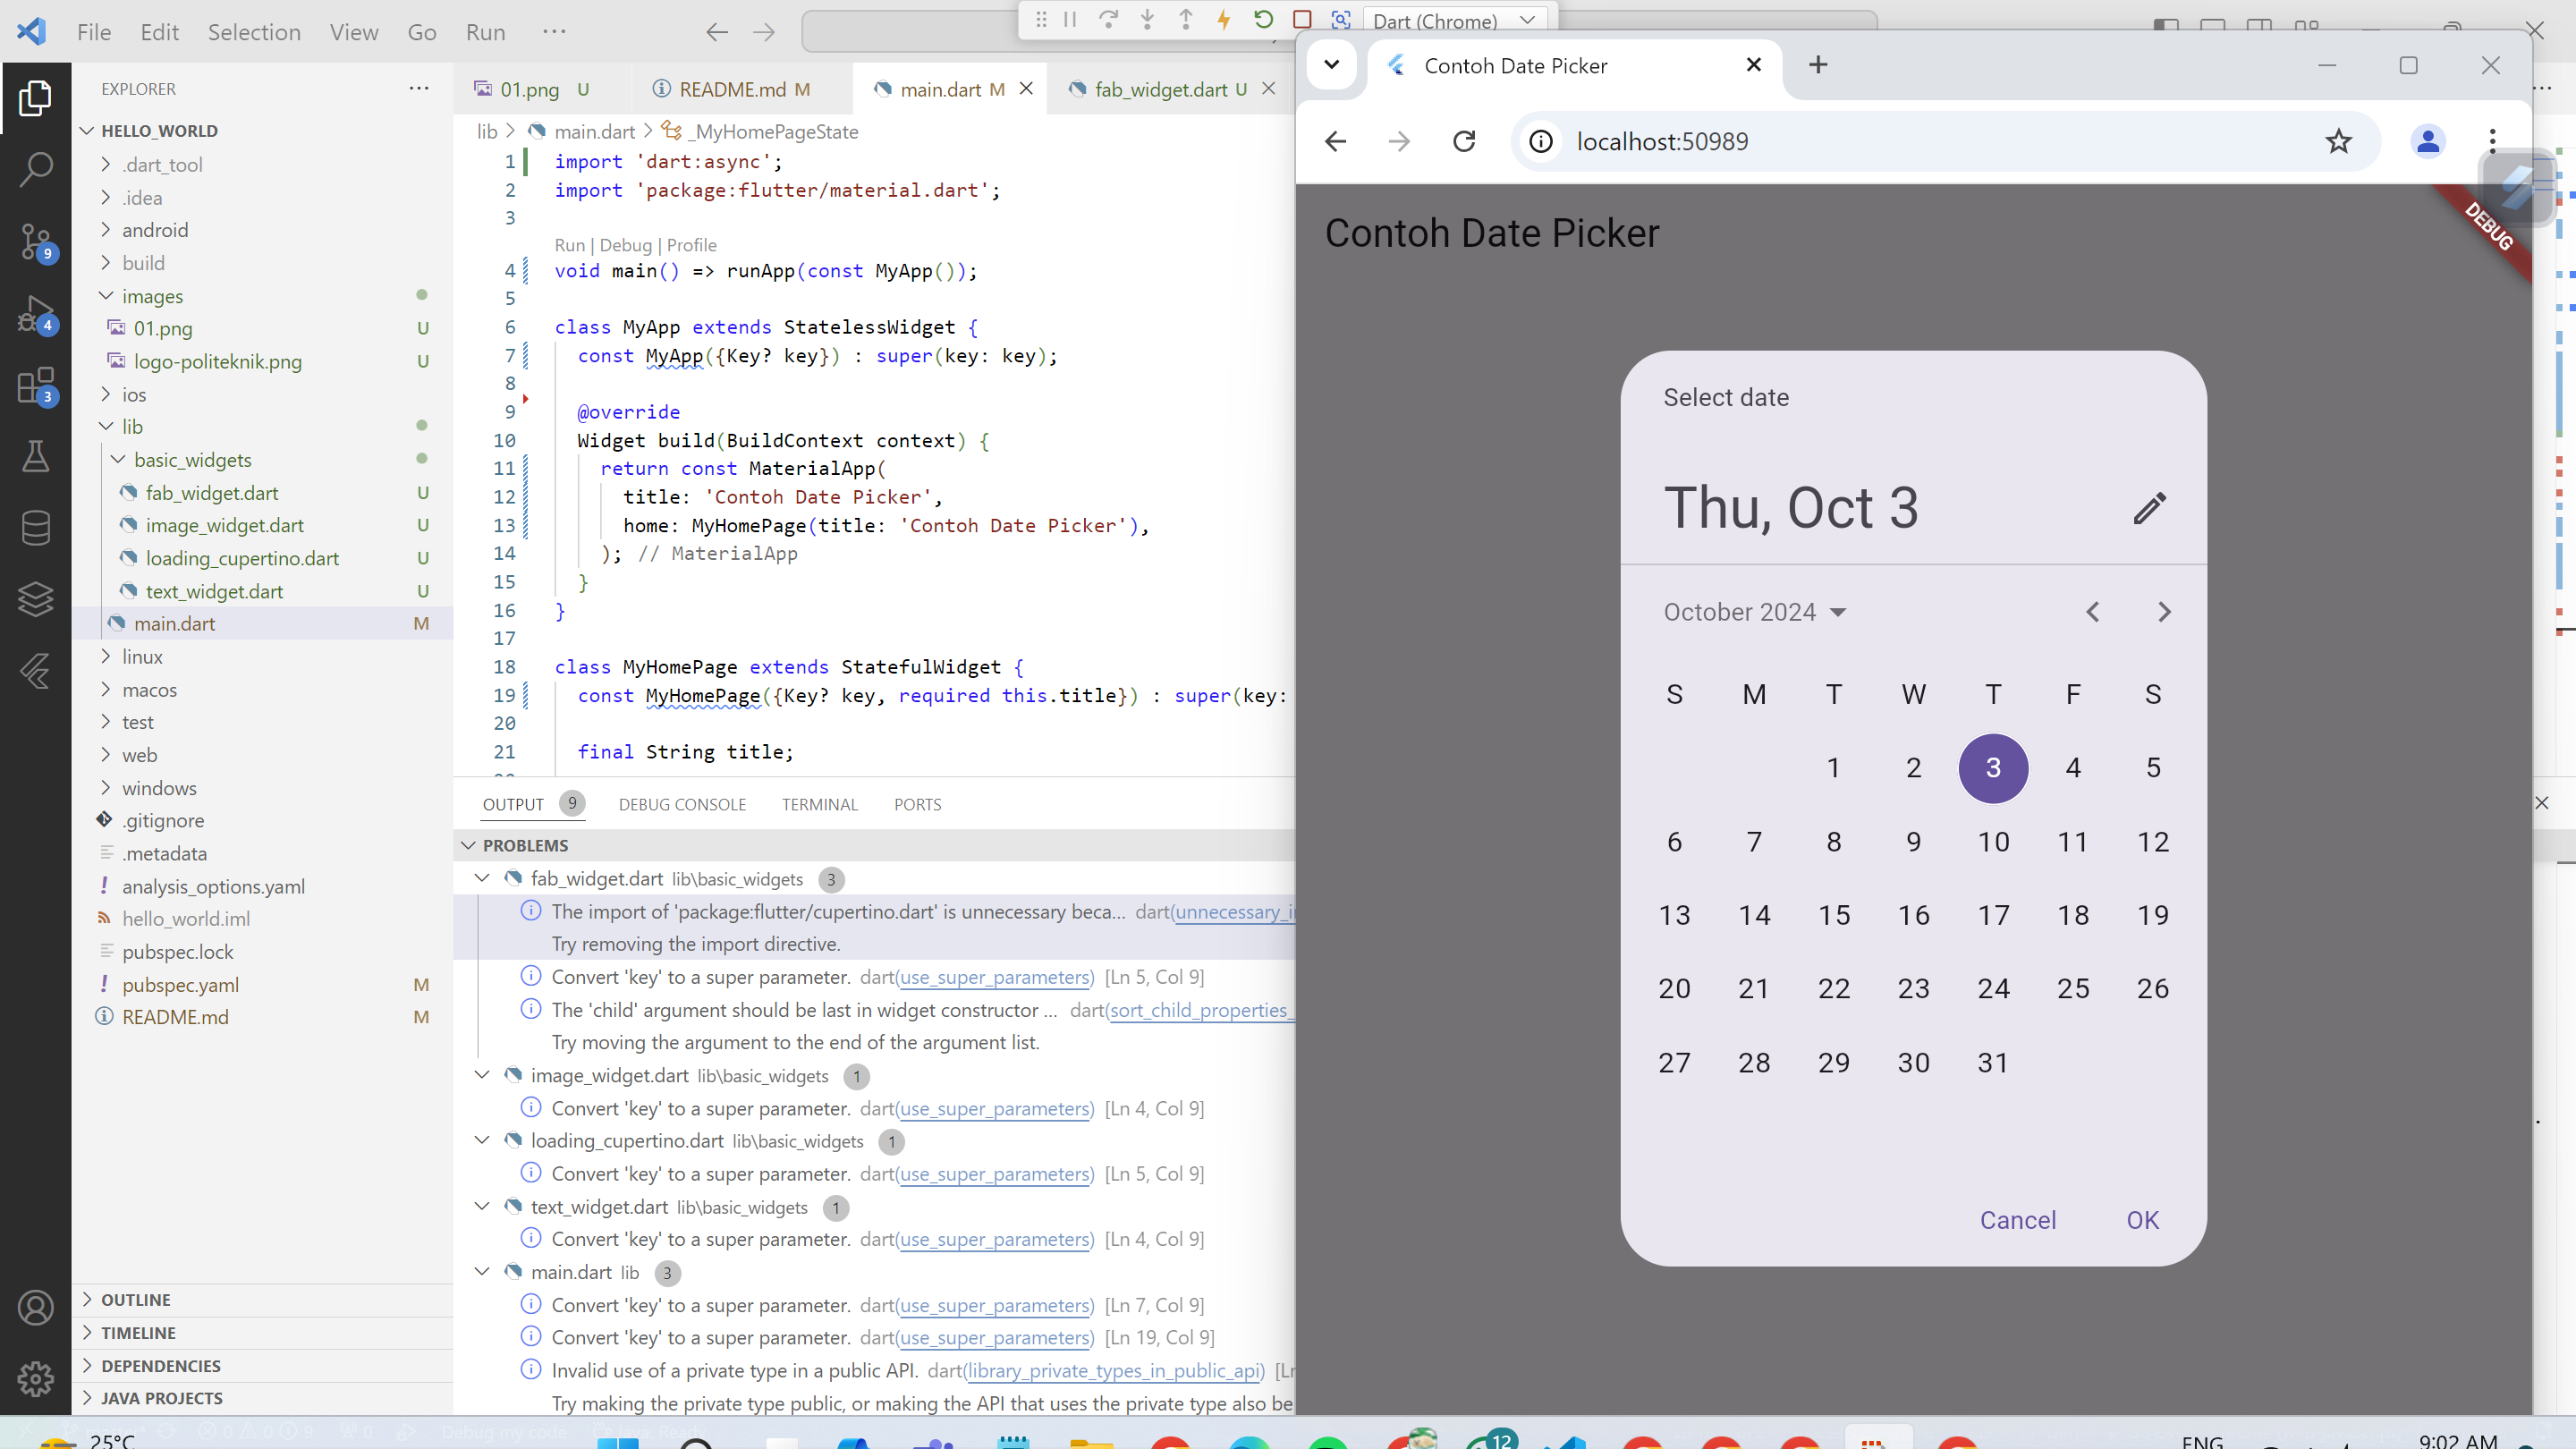 File Edit Selection View Go Run ...
Dart (Chrome)
EXPLORER
HELLO_WORLD
.dart_tool
.idea
android
build
images
01.png U
logo-politeknik.png U
ios
lib
basic_widgets
fab_widget.dart U
image_widget.dart U
loading_cupertino.dart U
text_widget.dart U
main.dart M
linux
macos
test
web
windows
.gitignore
.metadata
analysis_options.yaml
hello_world.iml
pubspec.lock
pubspec.yaml M
README.md M
OUTLINE
TIMELINE
DEPENDENCIES
JAVA PROJECTS
9
4
3
01.png U README.md M main.dart M fab_widget.dart U
lib > main.dart > _MyHomePageState
1 import 'dart:async';
2 import 'package:flutter/material.dart';
3
Run | Debug | Profile
4 void main() => runApp(const MyApp());
5
6 class MyApp extends StatelessWidget {
7 const MyApp({Key? key}) : super(key: key);
8
9 @override
10 Widget build(BuildContext context) {
11 return const MaterialApp(
12 title: 'Contoh Date Picker',
13 home: MyHomePage(title: 'Contoh Date Picker'),
14 ); // MaterialApp
15 }
16 }
17
18 class MyHomePage extends StatefulWidget {
19 const MyHomePage({Key? key, required this.title}) : super(key:
20
21 final String title;
OUTPUT 9 DEBUG CONSOLE TERMINAL PORTS
PROBLEMS
fab_widget.dart lib\basic_widgets 3
The import of 'package:flutter/cupertino.dart' is unnecessary beca... dart(unnecessary_i
Try removing the import directive.
Convert 'key' to a super parameter. dart(use_super_parameters) [Ln 5, Col 9]
The 'child' argument should be last in widget constructor ... dart(sort_child_properties_
Try moving the argument to the end of the argument list.
image_widget.dart lib\basic_widgets 1
Convert 'key' to a super parameter. dart(use_super_parameters) [Ln 4, Col 9]
loading_cupertino.dart lib\basic_widgets 1
Convert 'key' to a super parameter. dart(use_super_parameters) [Ln 5, Col 9]
text_widget.dart lib\basic_widgets 1
Convert 'key' to a super parameter. dart(use_super_parameters) [Ln 4, Col 9]
main.dart lib 3
Convert 'key' to a super parameter. dart(use_super_parameters) [Ln 7, Col 9]
Convert 'key' to a super parameter. dart(use_super_parameters) [Ln 19, Col 9]
Invalid use of a private type in a public API. dart(library_private_types_in_public_api) [Ln
Try making the private type public, or making the API that uses the private type also be
Contoh Date Picker
localhost:50989
Contoh Date Picker
DEBUG
Select date
Thu, Oct 3
October 2024
S M T W T F S
1 2 3 4 5
6 7 8 9 10 11 12
13 14 15 16 17 18 19
20 21 22 23 24 25 26
27 28 29 30 31
Cancel OK
Debug my code
Java: Ready
25°C
12
ENG
9:02 AM